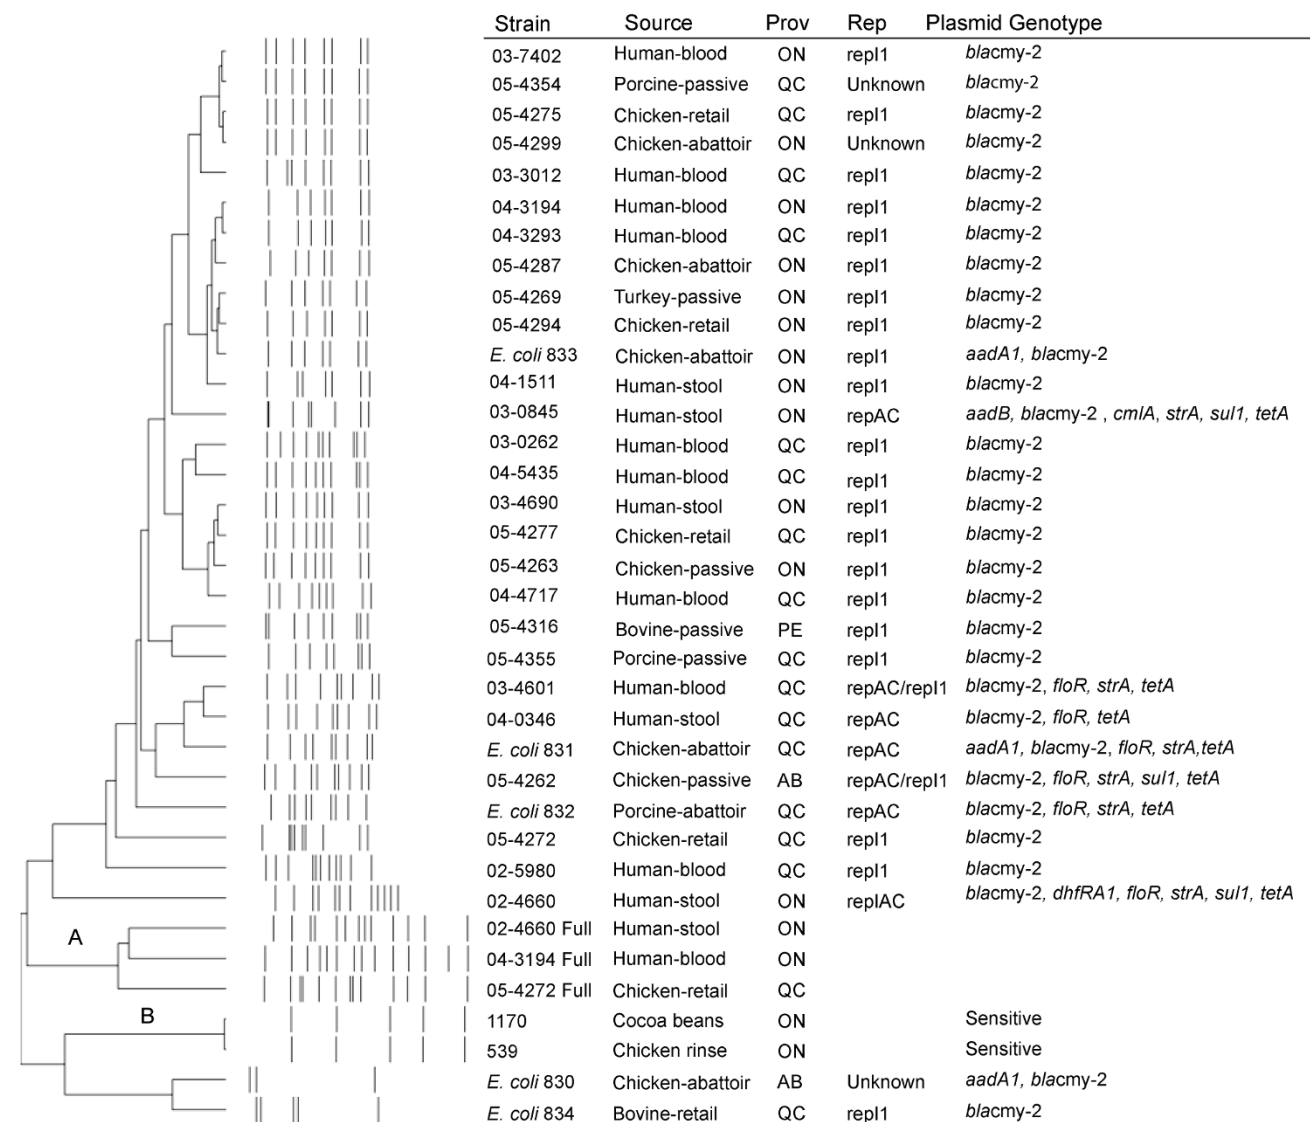 Strain Source Prov Rep Plasmid Genotype
03-7402 Human-blood ON repI1 blacmy-2
05-4354 Porcine-passive QC Unknown blacmy-2
05-4275 Chicken-retail QC repI1 blacmy-2
05-4299 Chicken-abattoir ON Unknown blacmy-2
03-3012 Human-blood QC repI1 blacmy-2
04-3194 Human-blood ON repI1 blacmy-2
04-3293 Human-blood QC repI1 blacmy-2
05-4287 Chicken-abattoir ON repI1 blacmy-2
05-4269 Turkey-passive ON repI1 blacmy-2
05-4294 Chicken-retail ON repI1 blacmy-2
E. coli 833 Chicken-abattoir ON repI1 aadA1, blacmy-2
04-1511 Human-stool ON repI1 blacmy-2
03-0845 Human-stool ON repAC aadB, blacmy-2 , cmlA, strA, sul1, tetA
03-0262 Human-blood QC repI1 blacmy-2
04-5435 Human-blood QC repI1 blacmy-2
03-4690 Human-stool ON repI1 blacmy-2
05-4277 Chicken-retail QC repI1 blacmy-2
05-4263 Chicken-passive ON repI1 blacmy-2
04-4717 Human-blood QC repI1 blacmy-2
05-4316 Bovine-passive PE repI1 blacmy-2
05-4355 Porcine-passive QC repI1 blacmy-2
03-4601 Human-blood QC repAC/repI1 blacmy-2, floR, strA, tetA
04-0346 Human-stool QC repAC blacmy-2, floR, tetA
E. coli 831 Chicken-abattoir QC repAC aadA1, blacmy-2, floR, strA,tetA
05-4262 Chicken-passive AB repAC/repI1 blacmy-2, floR, strA, sul1, tetA
E. coli 832 Porcine-abattoir QC repAC blacmy-2, floR, strA, tetA
05-4272 Chicken-retail QC repI1 blacmy-2
02-5980 Human-blood QC repI1 blacmy-2
02-4660 Human-stool ON repIAC blacmy-2, dhfRA1, floR, strA, sul1, tetA
02-4660 Full Human-stool ON
A
04-3194 Full Human-blood ON
05-4272 Full Chicken-retail QC
B
1170 Cocoa beans ON Sensitive
539 Chicken rinse ON Sensitive
E. coli 830 Chicken-abattoir AB Unknown aadA1, blacmy-2
E. coli 834 Bovine-retail QC repI1 blacmy-2